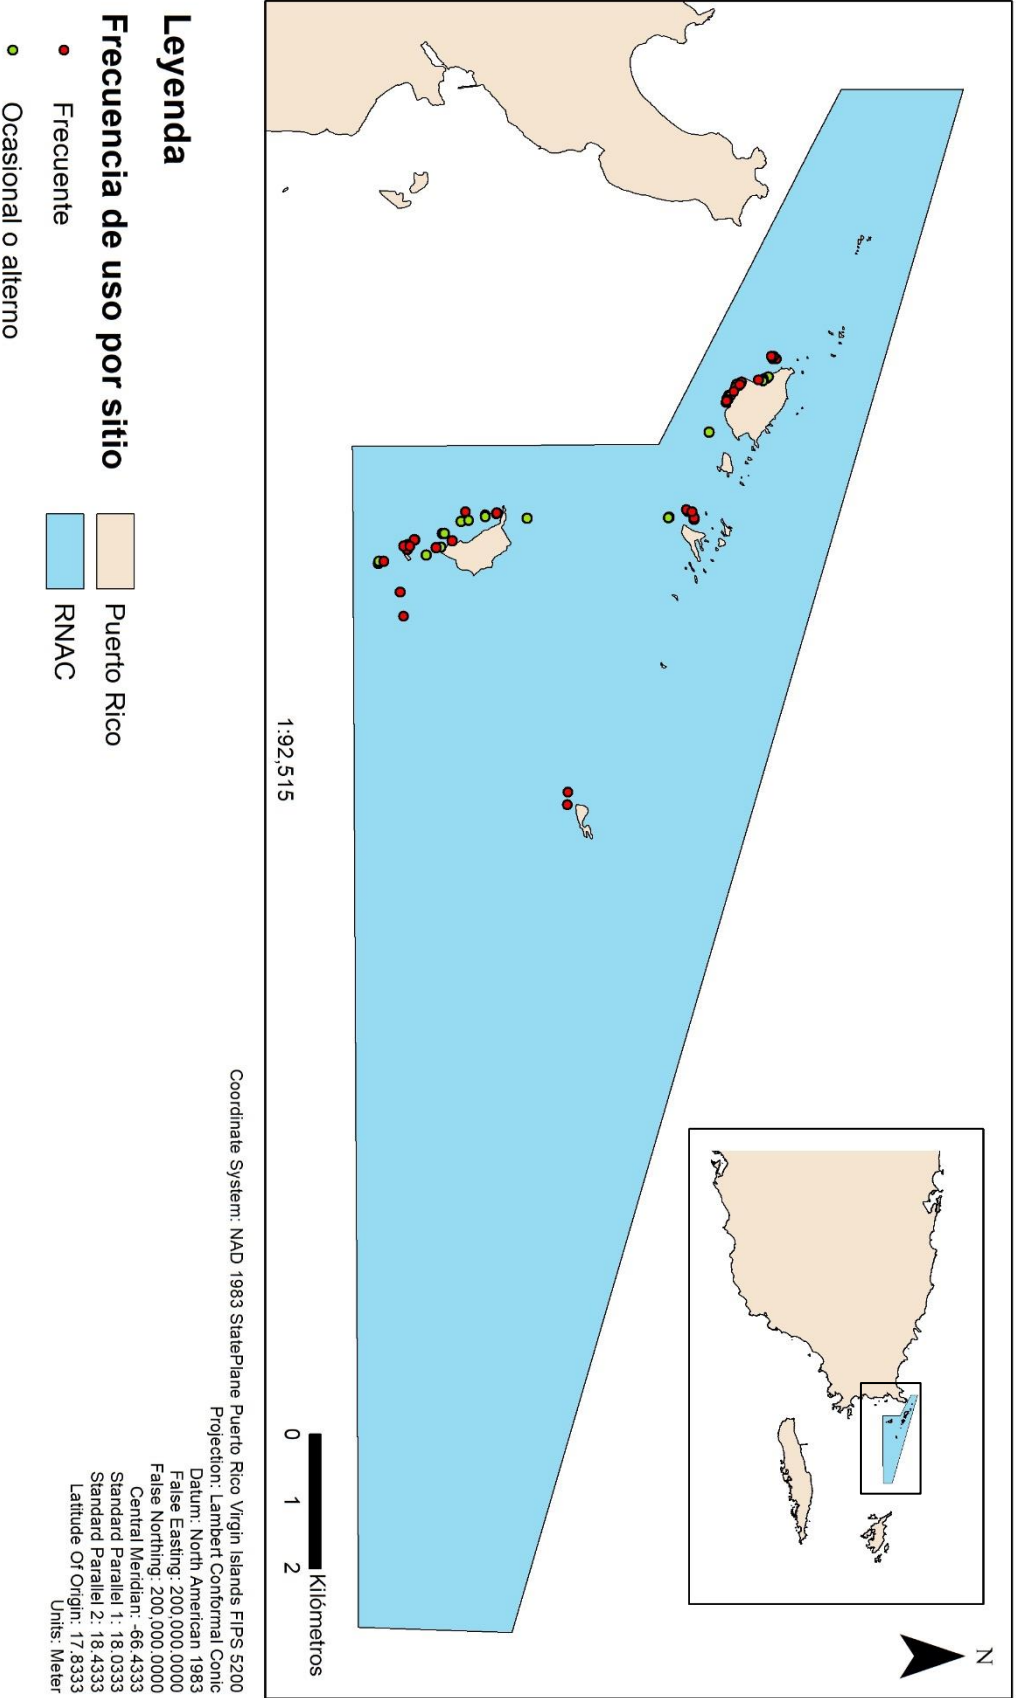 N
1:92,515
0 1 2
Kilómetros
Leyenda
Frecuencia de uso por sitio
Frecuente
Ocasional o alterno
Puerto Rico
RNAC
Coordinate System: NAD 1983 StatePlane Puerto Rico Virgin Islands FIPS 5200
Projection: Lambert Conformal Conic
Datum: North American 1983
False Easting: 200,000.0000
False Northing: 200,000.0000
Central Meridian: -66.4333
Standard Parallel 1: 18.0333
Standard Parallel 2: 18.4333
Latitude Of Origin: 17.8333
Units: Meter